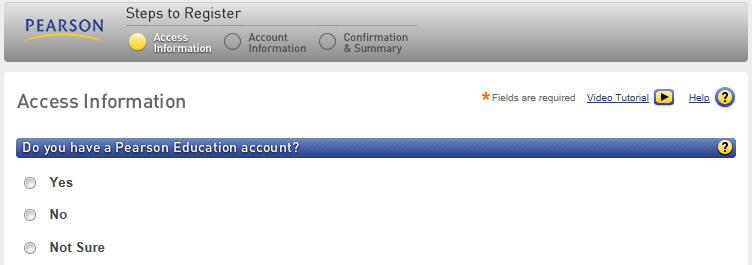 PEARSON
Steps to Register
Access
Information
Account
Information
Confirmation
& Summary
Access Information
*Fields are required
Video Tutorial
Help ?
Do you have a Pearson Education account?
?
Yes
No
Not Sure